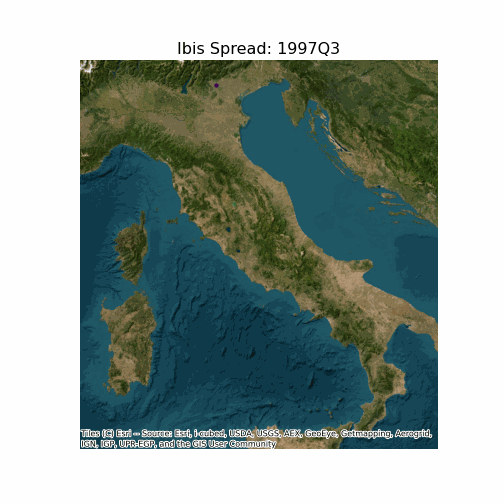 Ibis Spread: 1997Q3
Tiles (C) Esri -- Source: Esri, i-cubed, USDA, USGS, AEX, GeoEye, Getmapping, Aerogrid,
IGN, IGP, UPR-EGP, and the GIS User Community